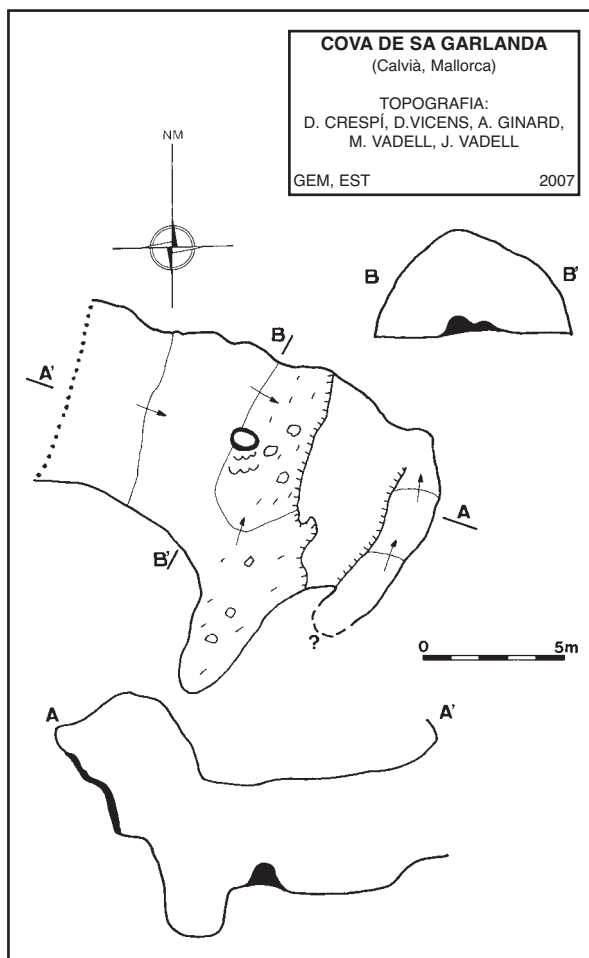 COVA DE SA GARLANDA
(Calvià, Mallorca)
TOPOGRAFIA:
D. CRESPÍ, D.VICENS, A. GINARD,
M. VADELL, J. VADELL
GEM, EST 2007
NM
B B'
B
A'
A
B'
?
0 5m
A A'